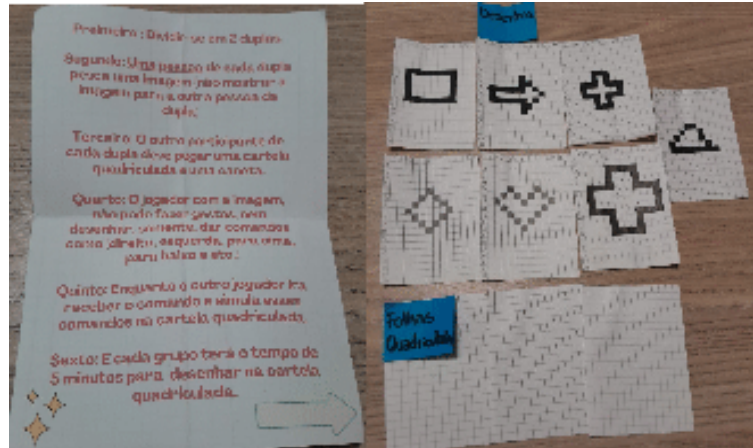 Primeiro: Dividir-se em 2 duplas.
Segundo: Uma pessoa de cada dupla
pega uma imagem (não mostrar a
imagem para a outra pessoa da
dupla)
Terceiro: O outro participante de
cada dupla deve pegar uma cartela
quadriculada e uma caneta.
Quarto: O jogador com a imagem,
não pode fazer gestos, nem
desenhar, somente, dar comandos
como (direita, esquerda, para cima,
para baixo e etc.)
Quinto: Enquanto o outro jogador irá,
receber o comando e simula esses
comandos na cartela quadriculada.
Sexto: E cada grupo terá o tempo de
5 minutos para desenhar na cartela
quadriculada.
Desenhos
Folhas
Quadriculada